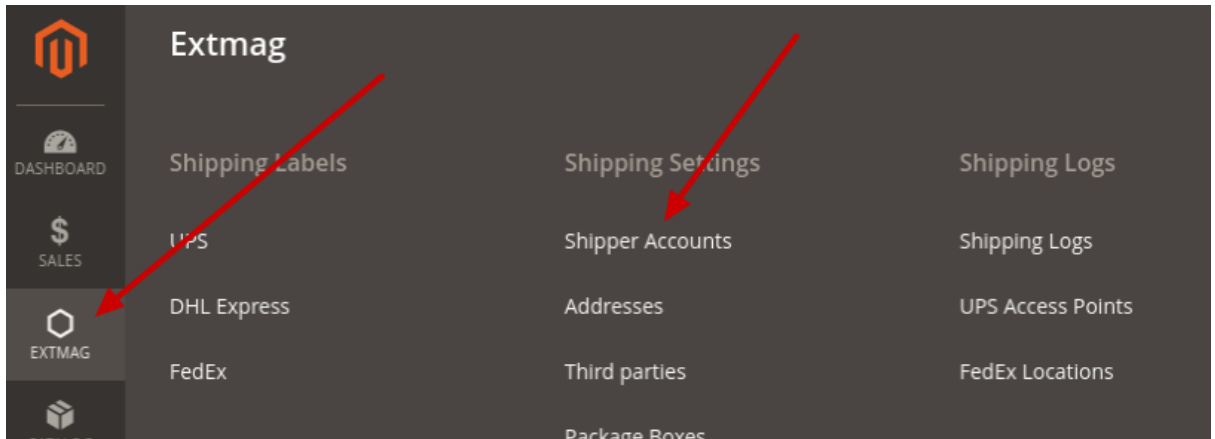 Extmag
DASHBOARD
$
SALES
EXTMAG
Shipping Labels
UPS
DHL Express
FedEx
Shipping Settings
Shipper Accounts
Addresses
Third parties
Package Boxes
Shipping Logs
Shipping Logs
UPS Access Points
FedEx Locations